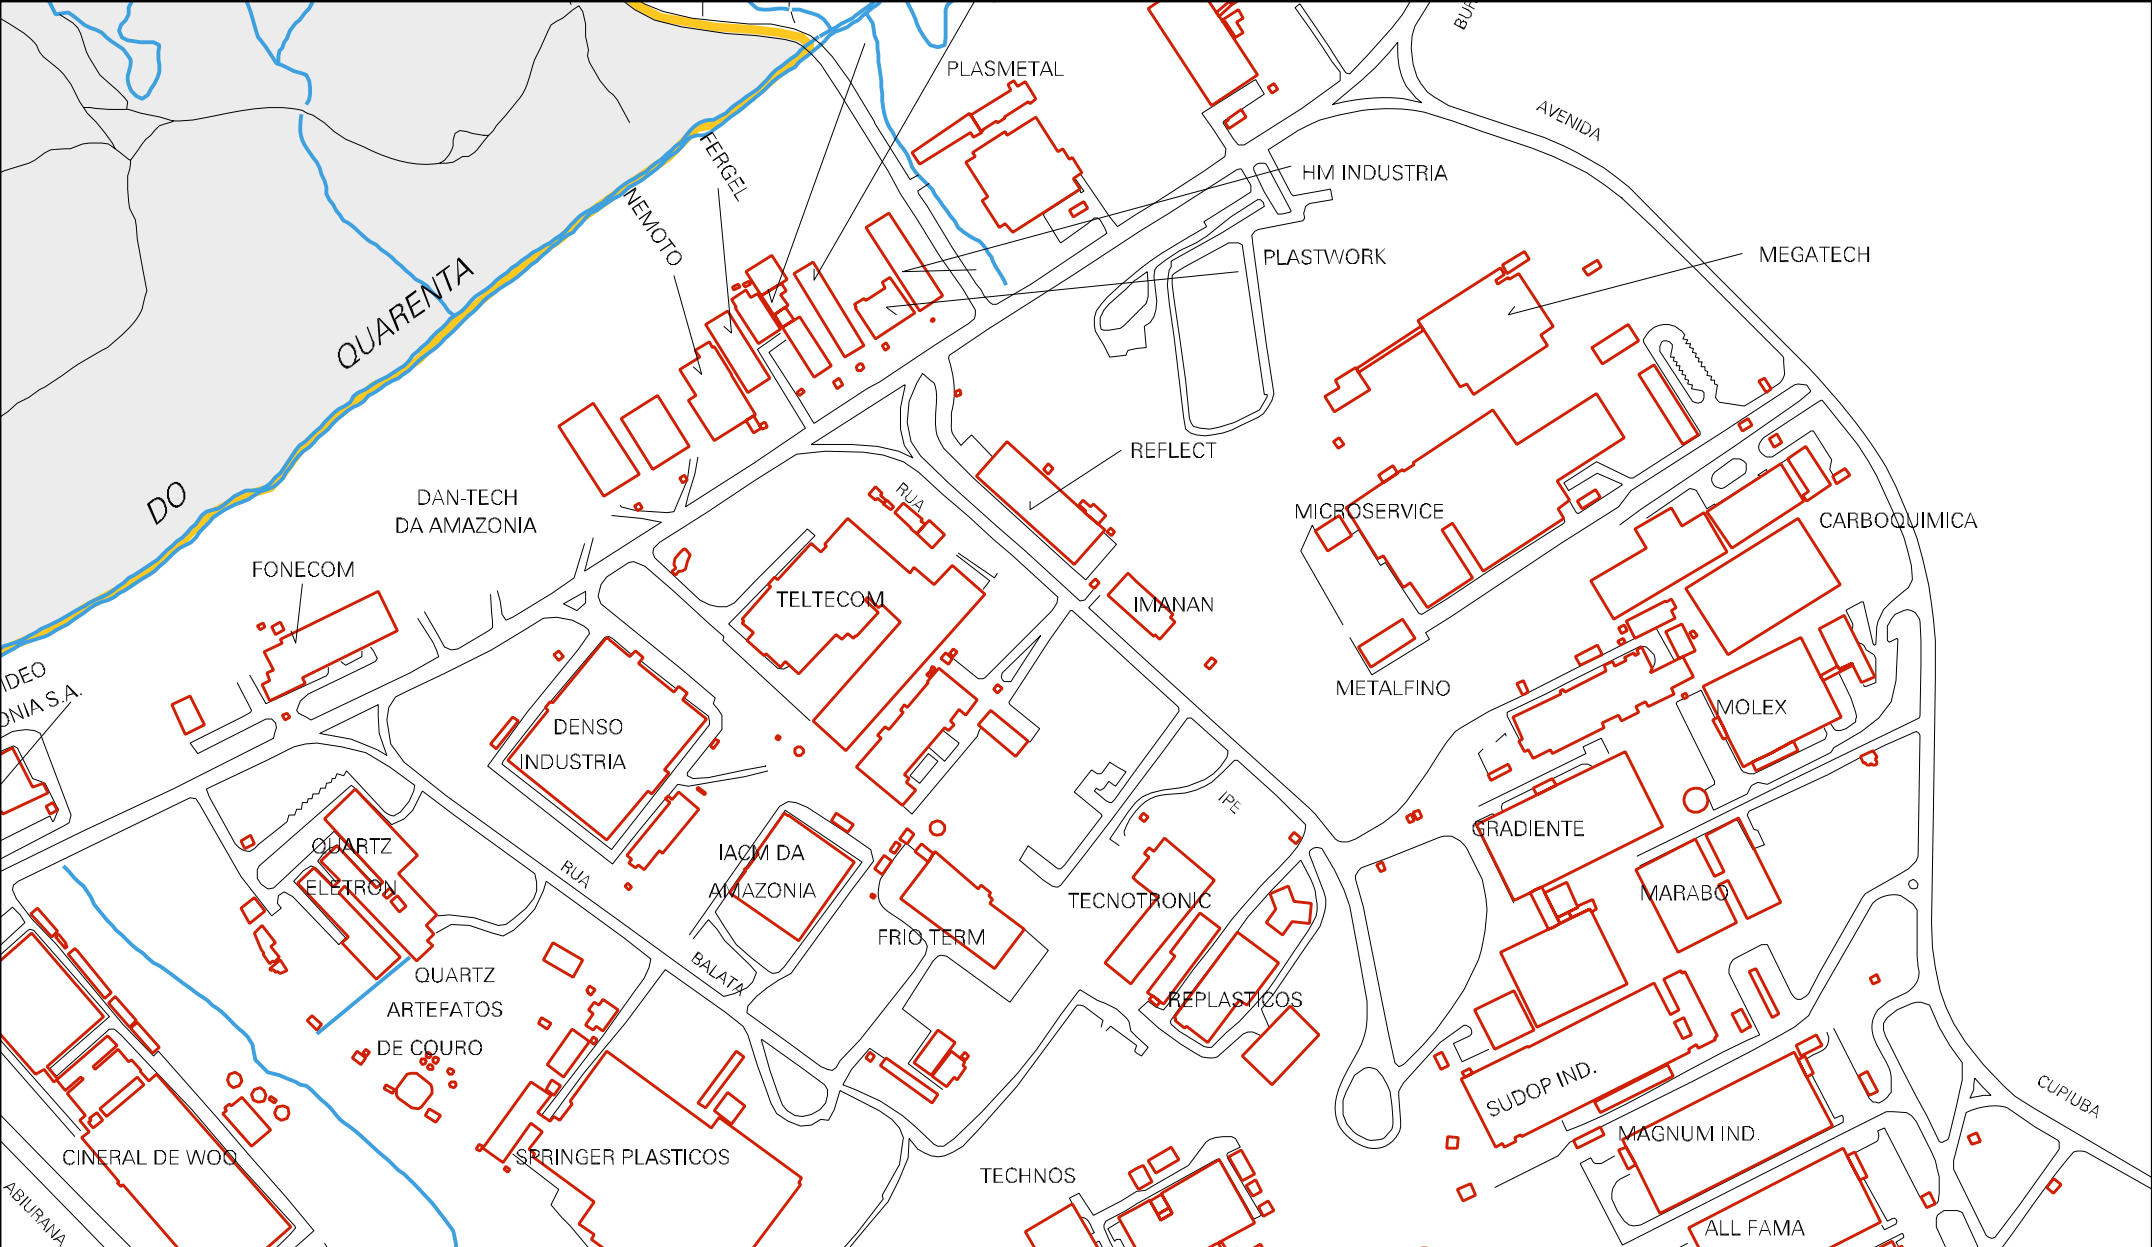 PLASMETAL
AVENIDA
FERGEL
HM INDUSTRIA
NEMOTO
PLASTWORK
MEGATECH
QUARENTA
DO
REFLECT
DAN-TECH
DA AMAZONIA
RUA
MICROSERVICE
CARBOQUIMICA
FONECOM
TELTECOM
IMANAN
IDEO
ONIA S.A.
METALFINO
MOLEX
DENSO
INDUSTRIA
IPE
GRADIENTE
QUARTZ
ELETRON
RUA
IACM DA
AMAZONIA
TECNOTRONIC
MARABO
FRIO TERM
BALATA
QUARTZ
ARTEFATOS
DE COURO
REPLASTICOS
SUDOP IND.
CUPIUBA
MAGNUM IND.
CINERAL DE WOO
SPRINGER PLASTICOS
TECHNOS
ABIURANA
ALL FAMA